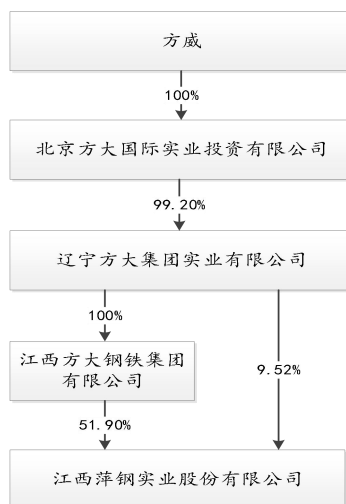 方威
100%
北京方大国际实业投资有限公司
99.20%
辽宁方大集团实业有限公司
100%
江西方大钢铁集团
有限公司
9.52%
51.90%
江西萍钢实业股份有限公司